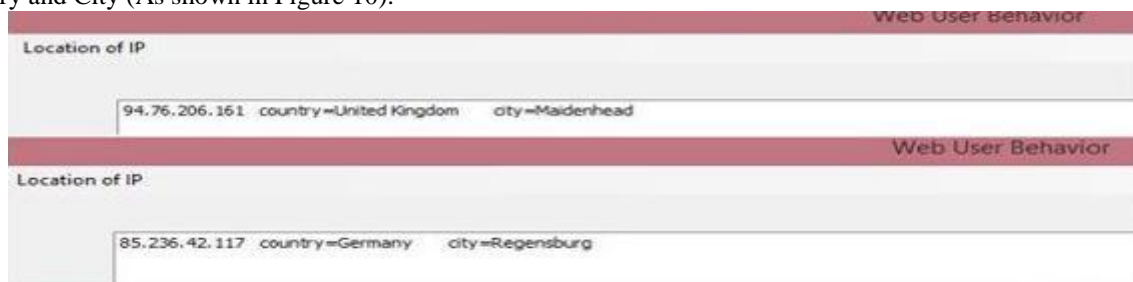 ry and City (As shown in Figure 10).
Web User Behavior
Location of IP
94.76.206.161 country=United Kingdom city=Maidenhead
Web User Behavior
Location of IP
85.236.42.117 country=Germany city=Regensburg